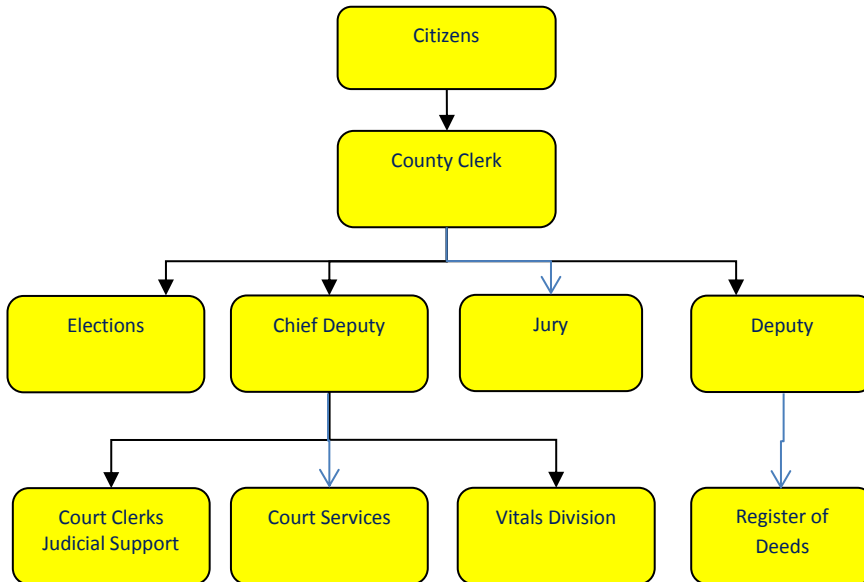 Citizens
County Clerk
Elections
Chief Deputy
Jury
Deputy
Court Clerks
Judicial Support
Court Services
Vitals Division
Register of
Deeds